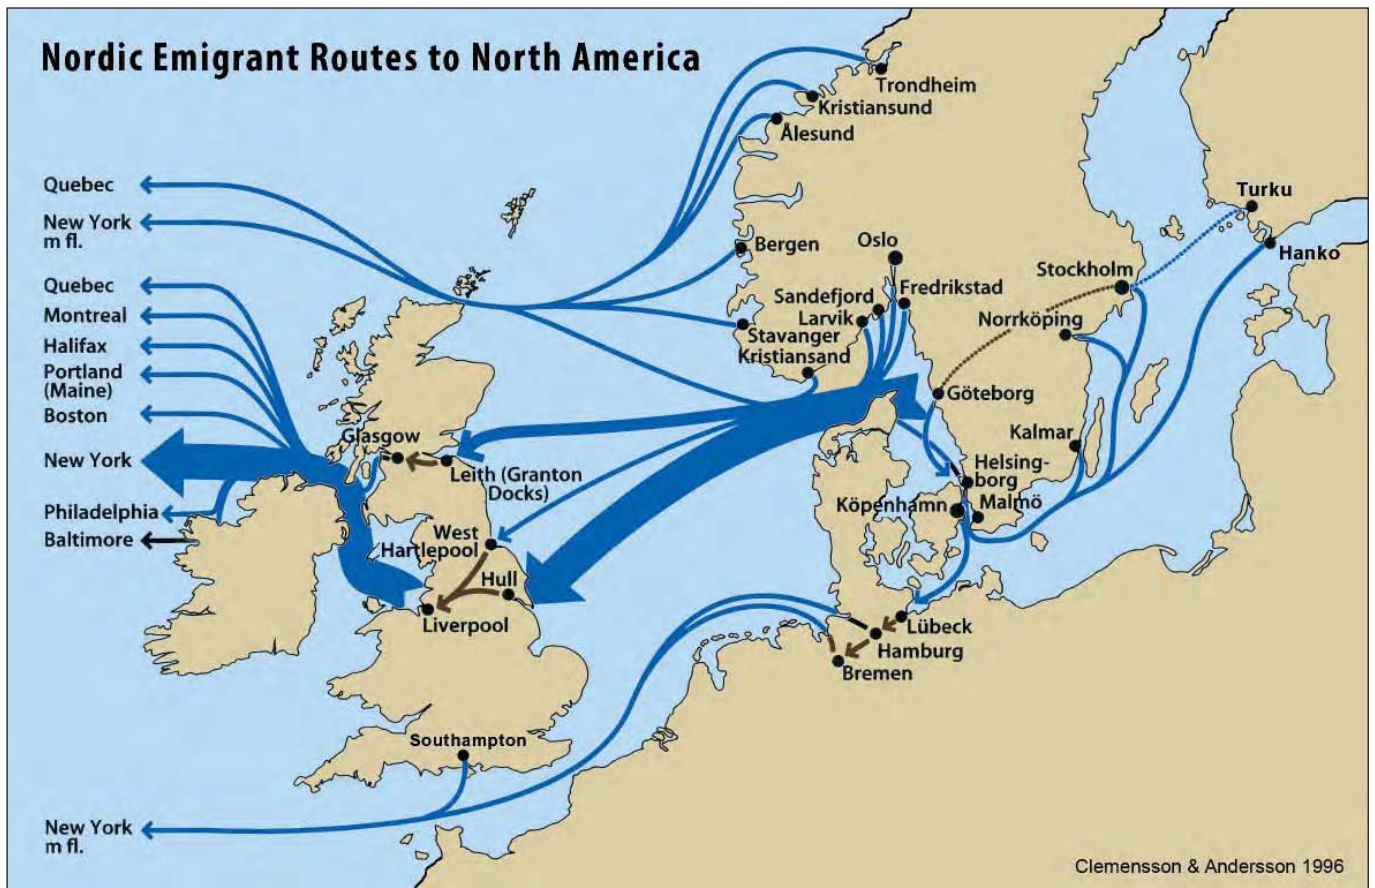 Nordic Emigrant Routes to North America
Trondheim
Kristiansund
Ålesund
Quebec
New York
m fl.
Turku
Hanko
Bergen
Oslo
Stockholm
Quebec
Sandefjord
Fredrikstad
Larvik
Norrköping
Montreal
Stavanger
Halifax
Kristiansand
Portland
(Maine)
Göteborg
Boston
Glasgow
Kalmar
New York
Leith (Granton
Docks)
Helsing-
borg
Köpenhamn
Malmö
Philadelphia
Baltimore
West
Hartlepool
Hull
Liverpool
Lübeck
Hamburg
Bremen
Southampton
New York
m fl.
Clemensson & Andersson 1996